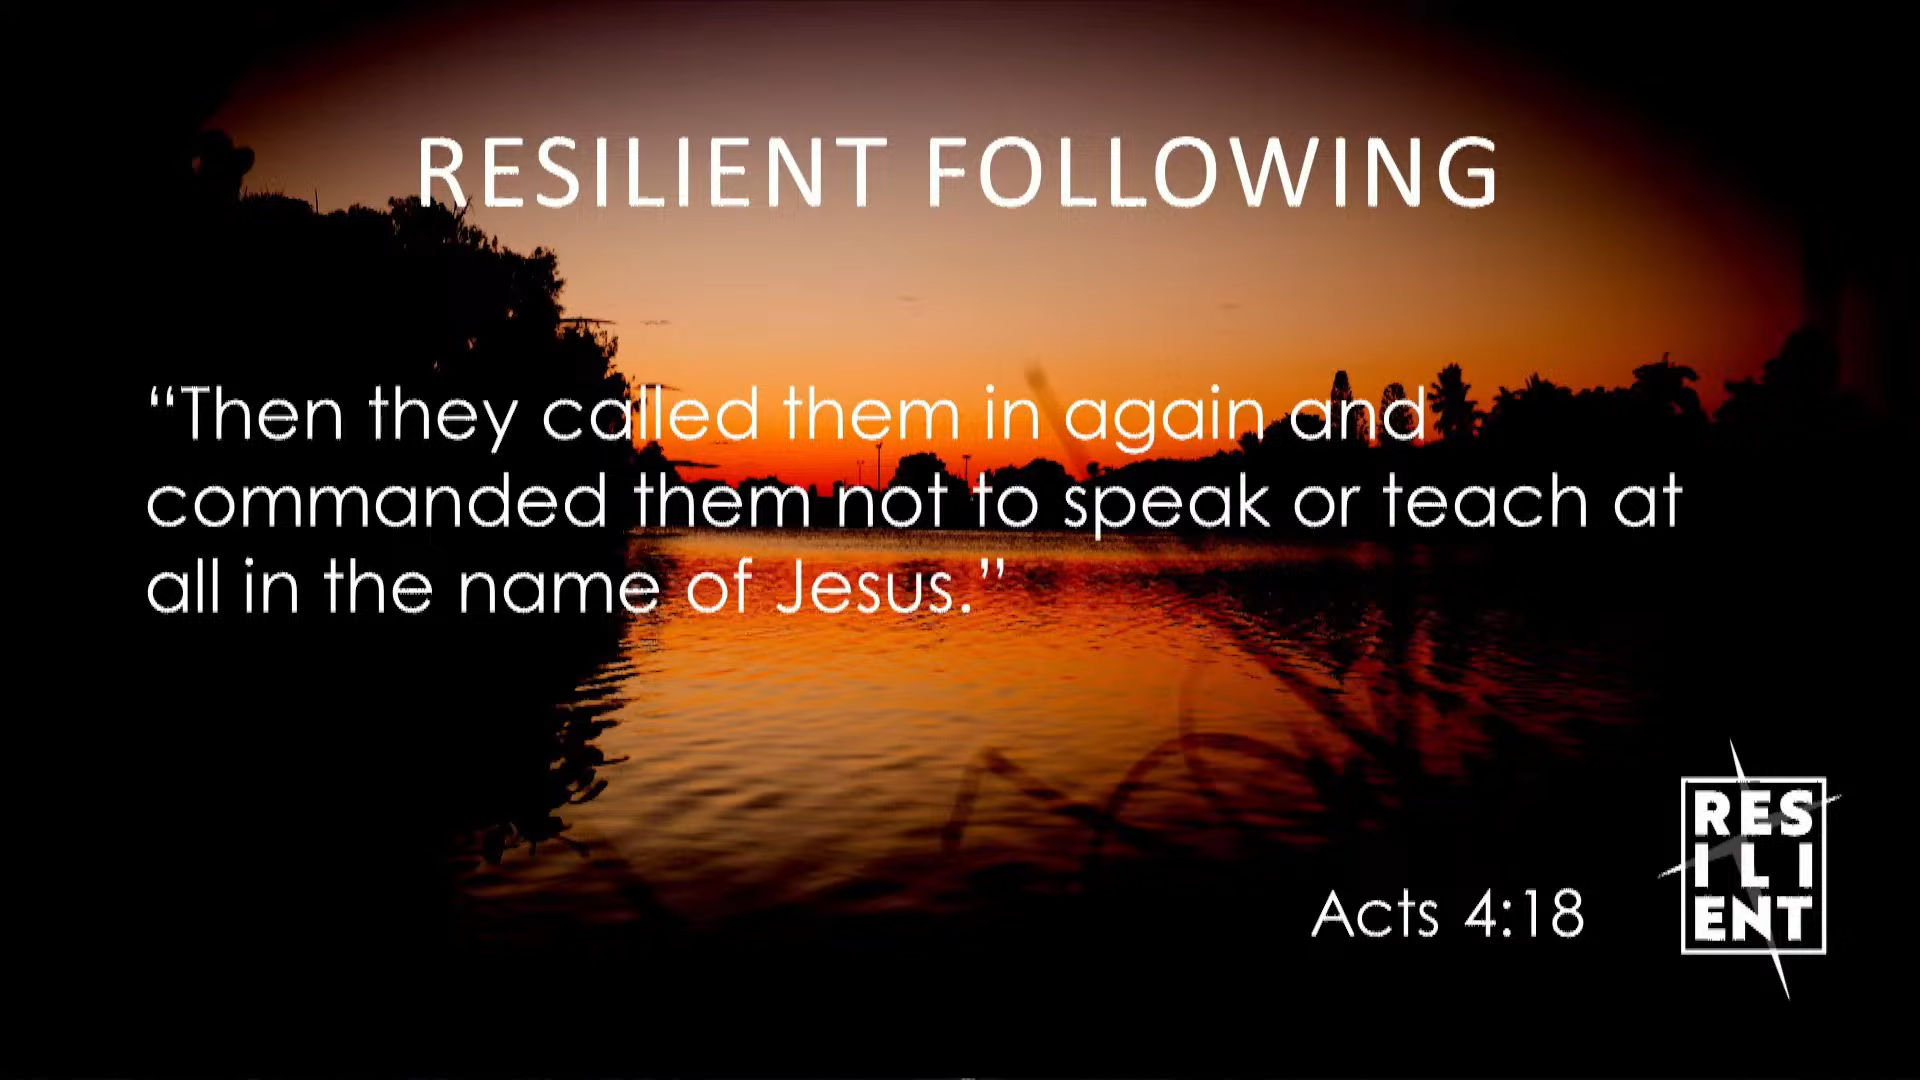 RESILIENT FOLLOWING
“Then they called them in again and
commanded them not to speak or teach at
all in the name of Jesus.”
Acts 4:18
RES
ILI
ENT